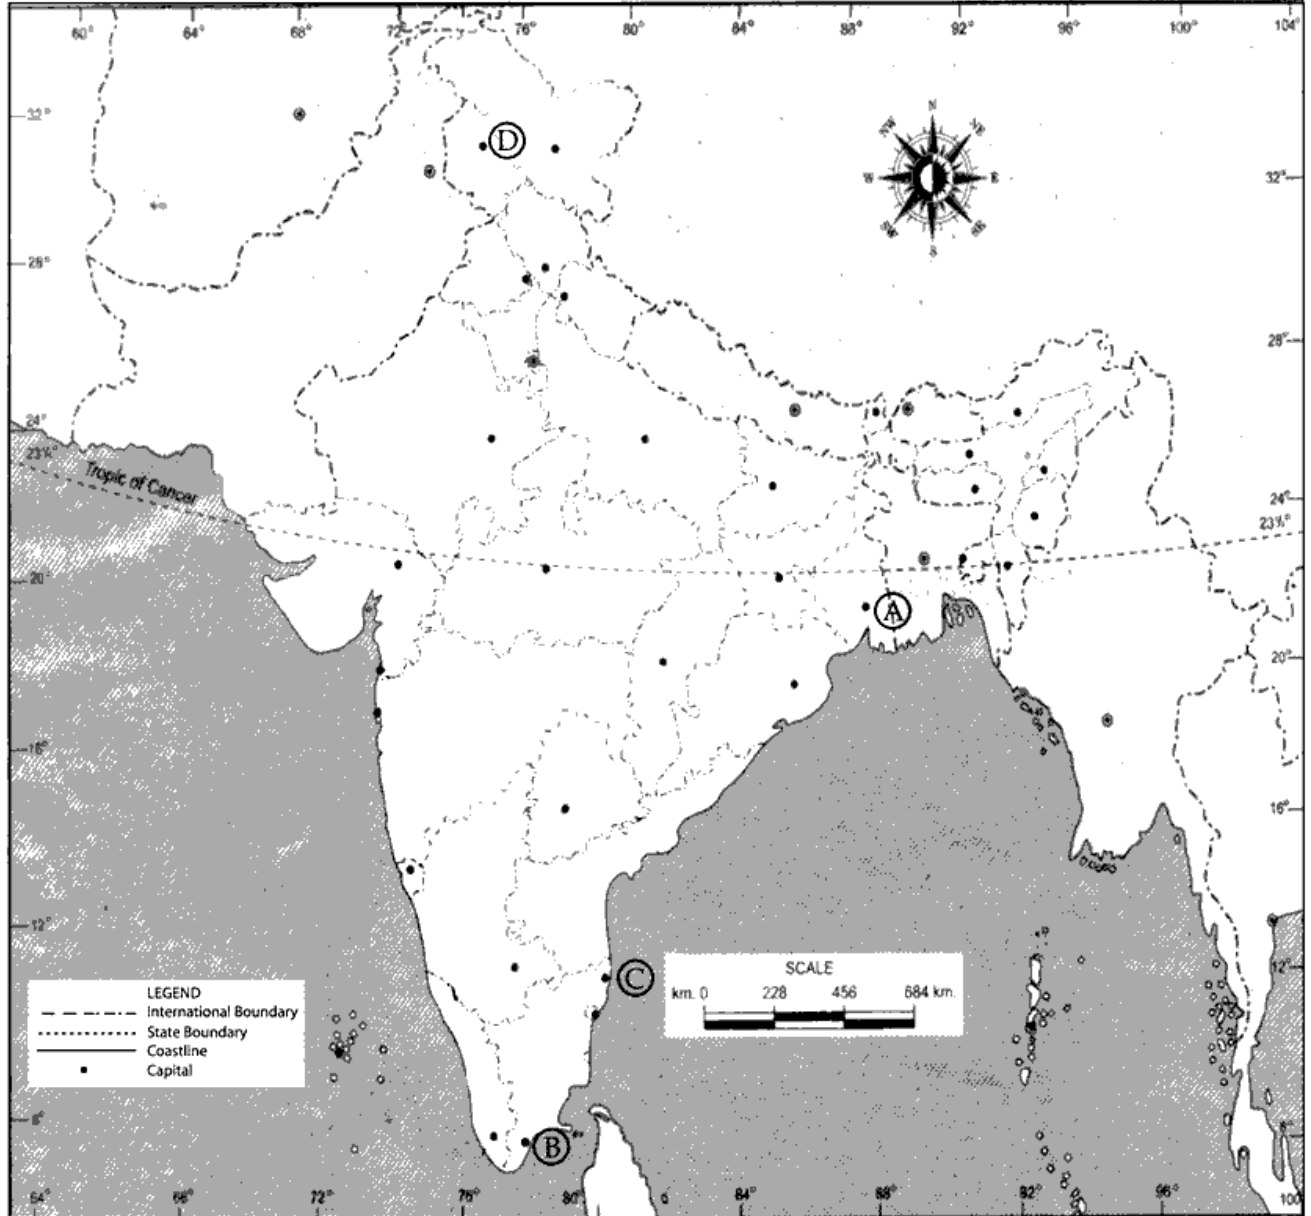 60° 64° 68° 72° 76° 80° 84° 88° 92° 96° 100° 104°
N
NW NE
W E
SW SE
S
32°
32°
D
28°
28°
24°
23½°
Tropic of Cancer
24°
23½°
20°
A
20°
16°
16°
12°
C
SCALE
km. 0 228 456 684 km.
12°
LEGEND
International Boundary
State Boundary
Coastline
Capital
8°
B
8°
64° 68° 72° 76° 80° 84° 88° 92° 96° 100